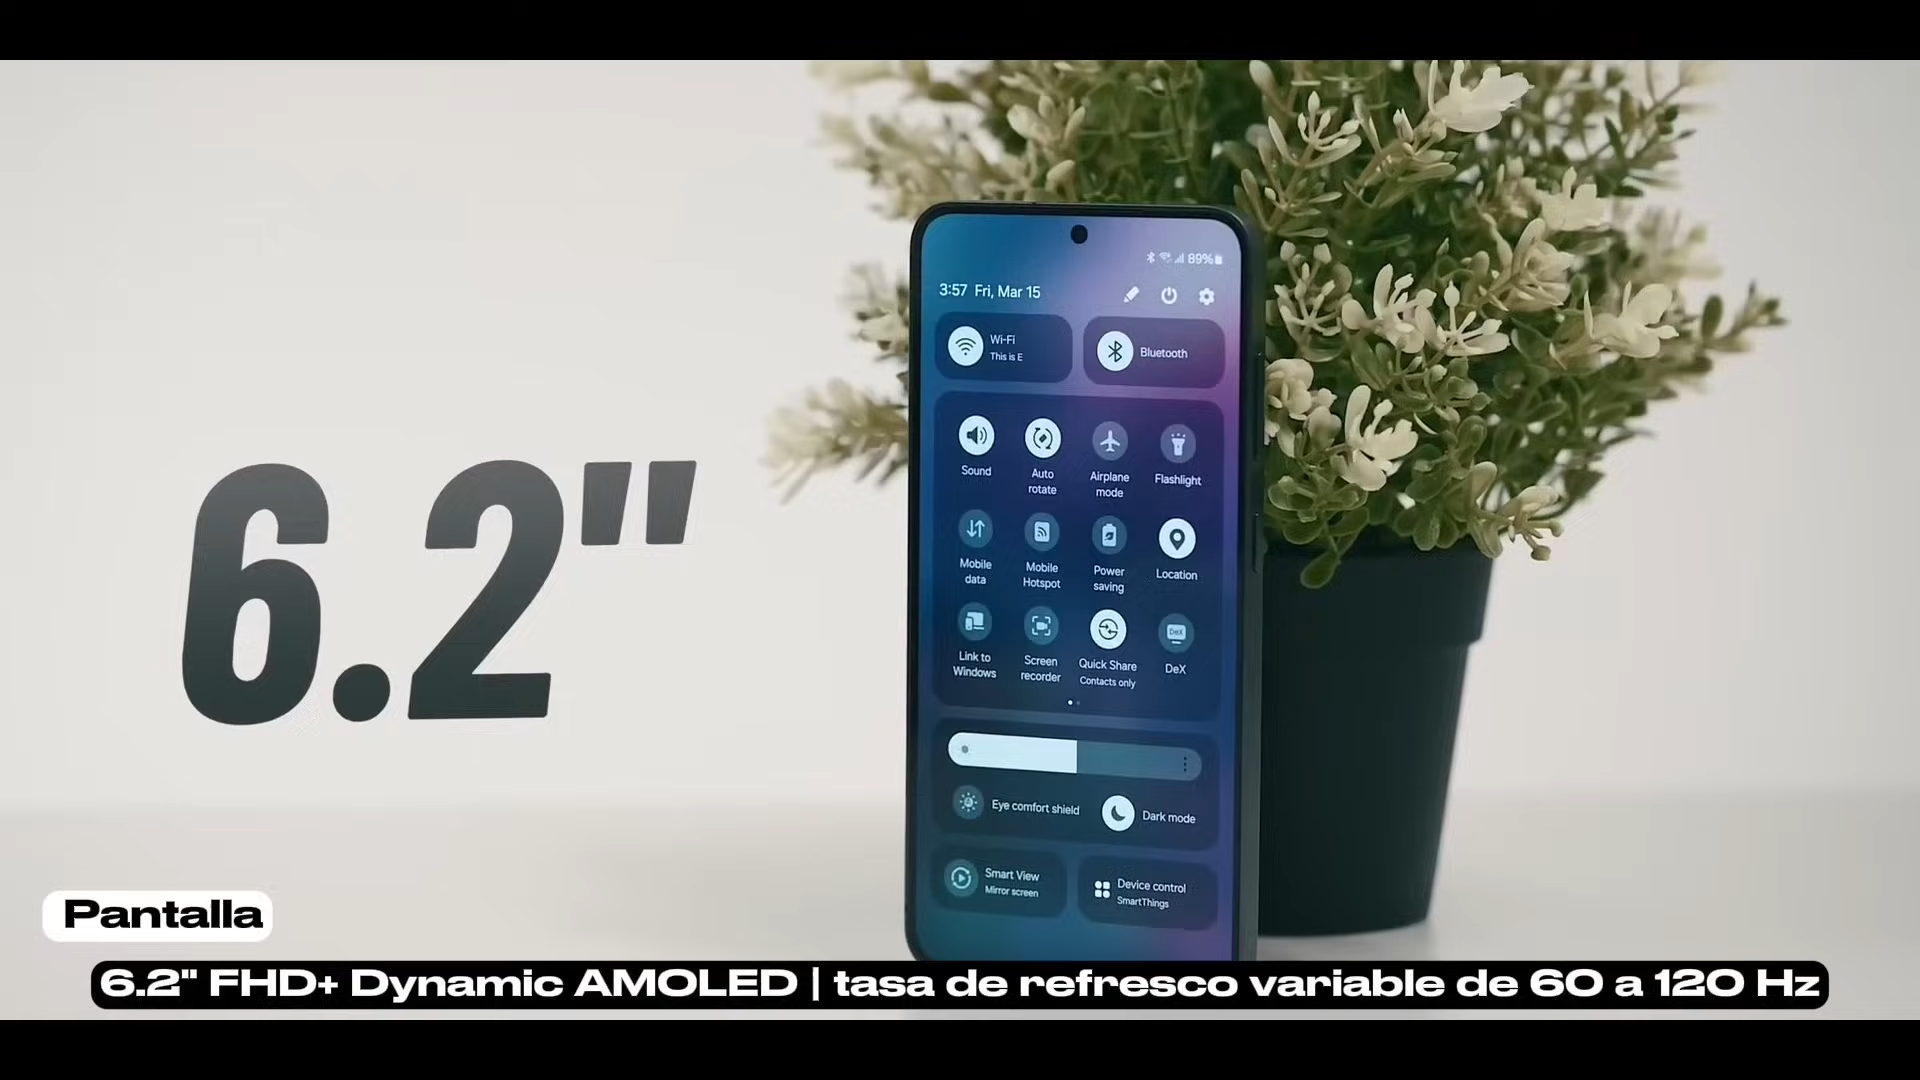 6.2"
89%
3:57 Fri, Mar 15
Wi-Fi
This is E
Bluetooth
Sound
Auto
rotate
Airplane
mode
Flashlight
Mobile
data
Mobile
Hotspot
Power
saving
Location
Link to
Windows
Screen
recorder
Quick Share
Contacts only
DeX
DeX
Eye comfort shield
Dark mode
Smart View
Mirror screen
Device control
SmartThings
Pantalla
6.2" FHD+ Dynamic AMOLED | tasa de refresco variable de 60 a 120 Hz